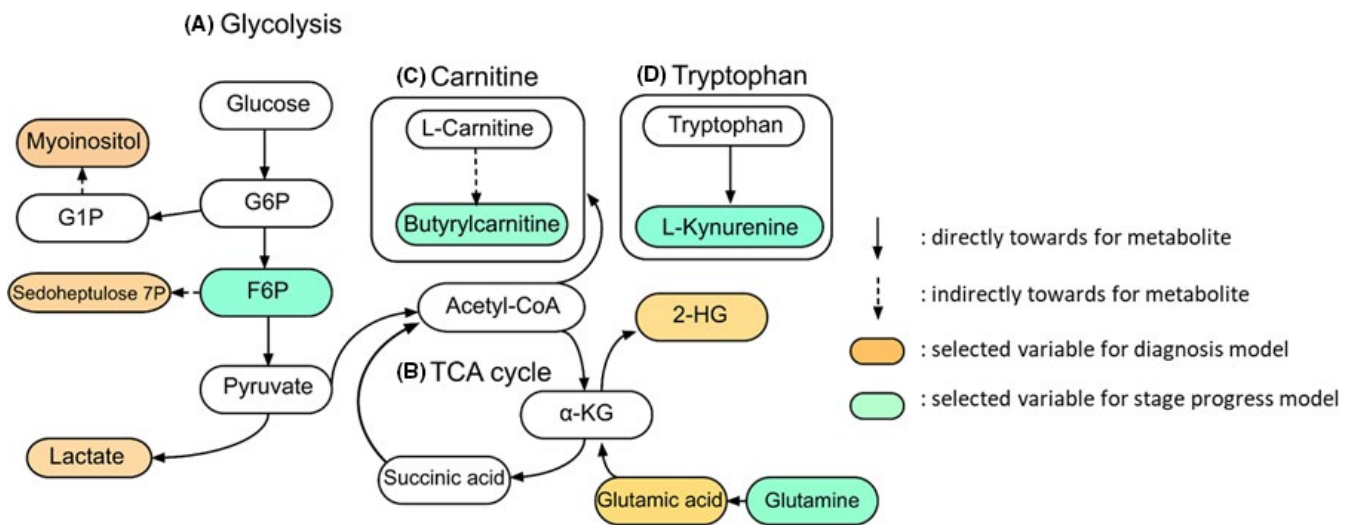 (A) Glycolysis
Glucose
Myoinositol
G6P
G1P
Sedoheptulose 7P
F6P
Pyruvate
Lactate
(C) Carnitine
L-Carnitine
Butyrylcarnitine
(D) Tryptophan
Tryptophan
L-Kynurenine
Acetyl-CoA
2-HG
(B) TCA cycle
α-KG
Succinic acid
Glutamic acid
Glutamine
: directly towards for metabolite
: indirectly towards for metabolite
: selected variable for diagnosis model
: selected variable for stage progress model